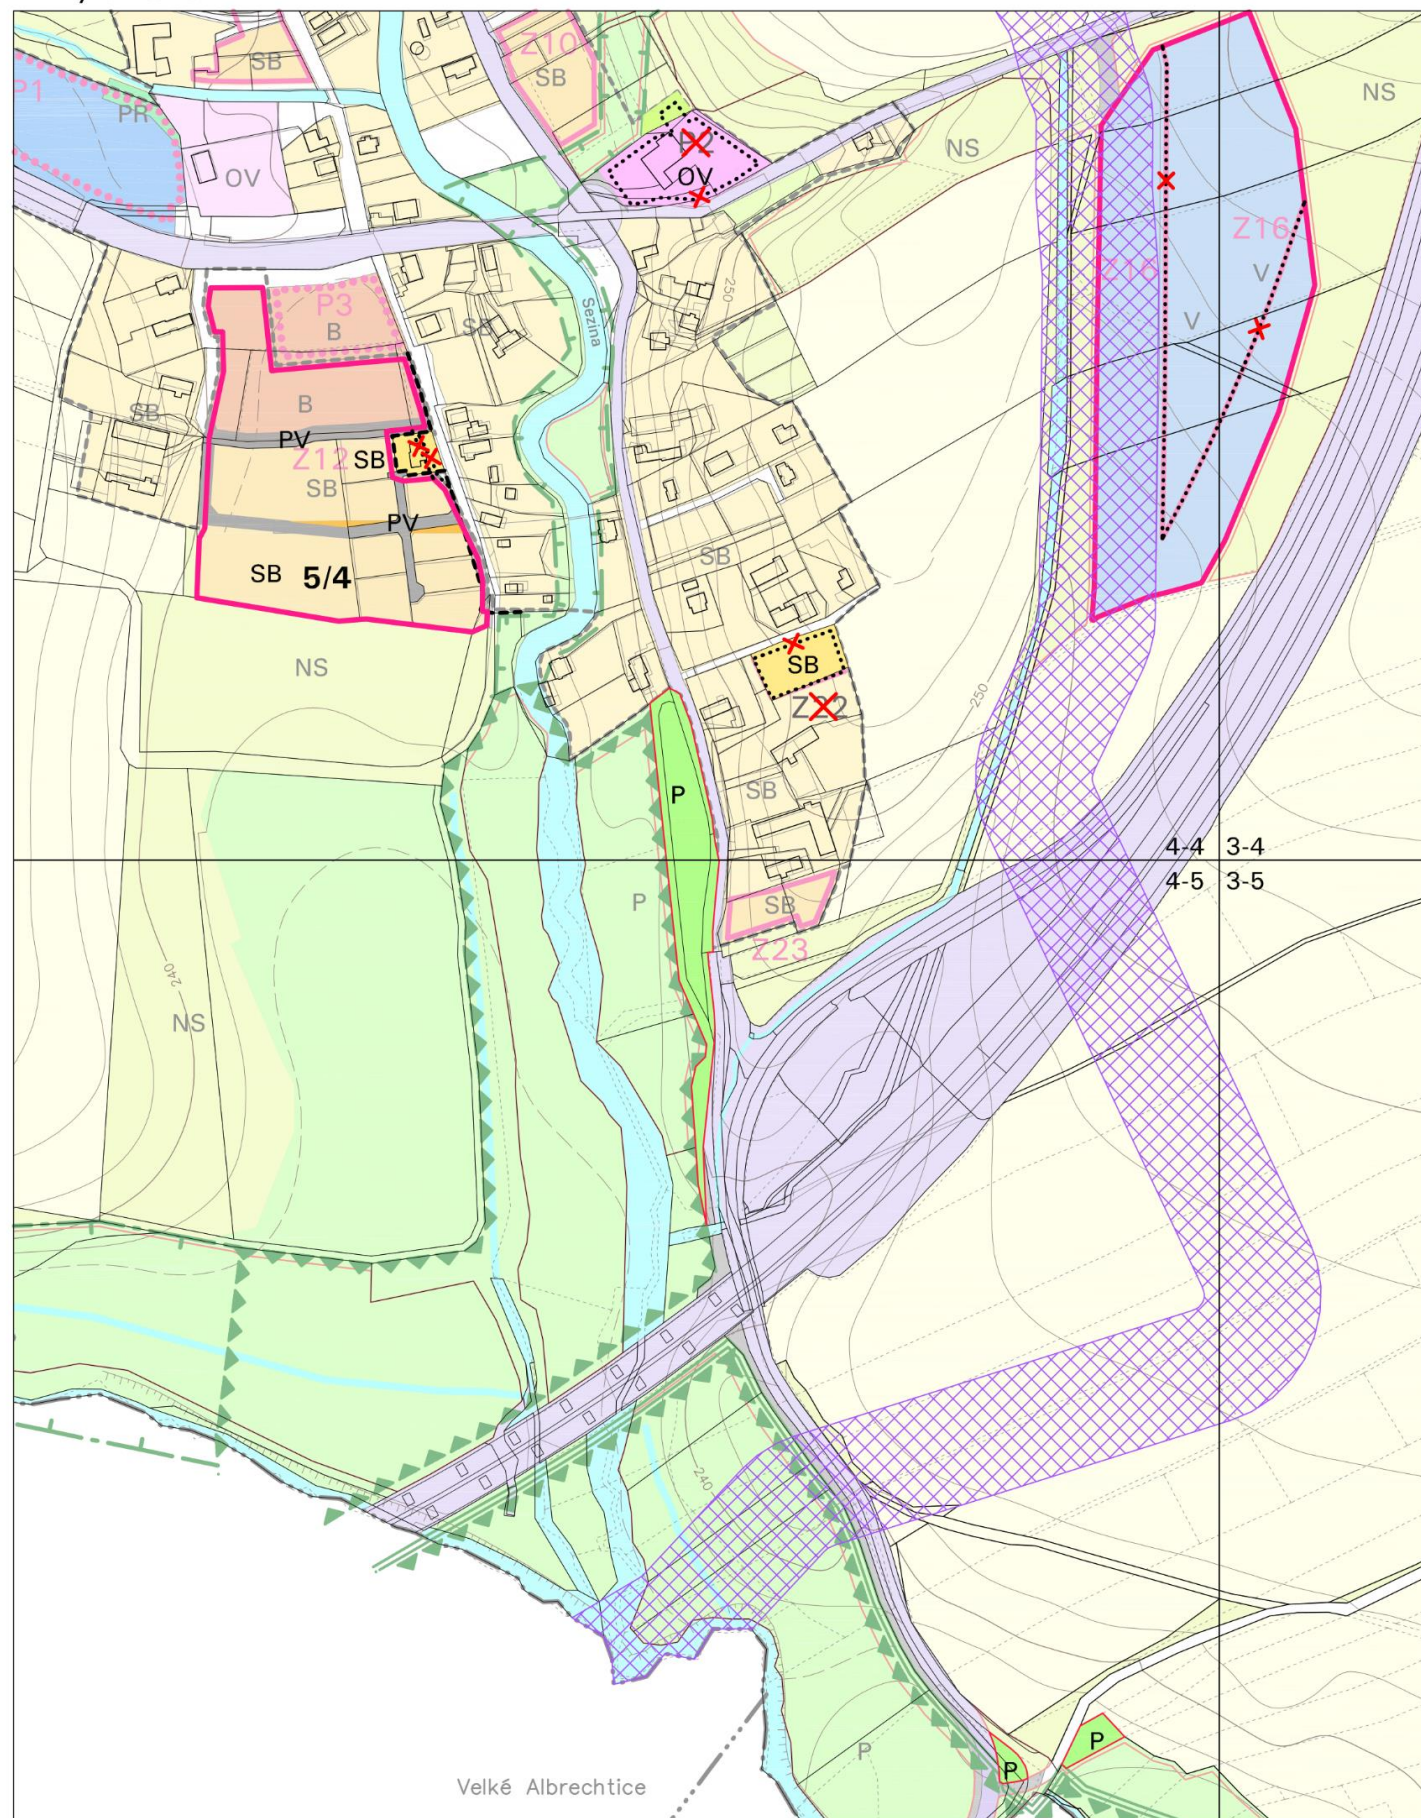 Z10
SB
SB
P1
PR
NS
P2
NS
OV
OV
Z16
250
Z16
V
P3
Sezina
SB
B
V
B
SB
PV
Z12
SB
SB
PV
SB
SB
5/4
SB
NS
250
Z22
P
SB
4-4
3-4
4-5
3-5
P
SB
Z23
240
NS
240
P
P
P
Velké Albrechtice